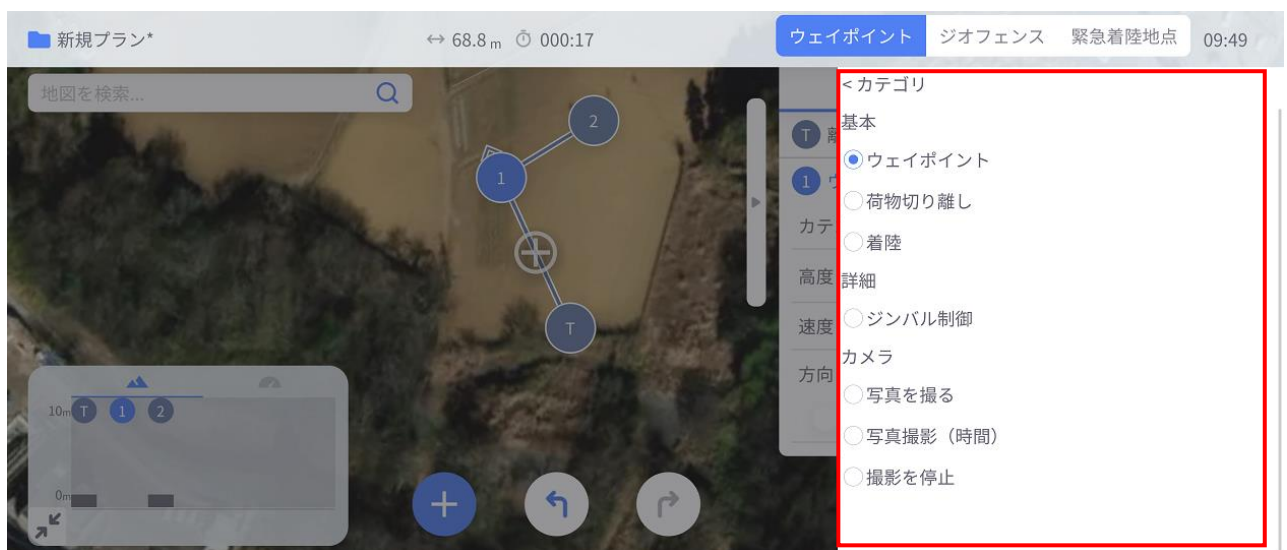 新規プラン*
68.8 m 000:17
ウェイポイント ジオフェンス 緊急着陸地点 09:49
地図を検索...
2
1
T
T
1
カテ
高度
速度
方向
<カテゴリ
基本
ウェイポイント
荷物切り離し
着陸
詳細
ジンバル制御
カメラ
写真を撮る
写真撮影（時間）
撮影を停止
10m T 1 2
0m